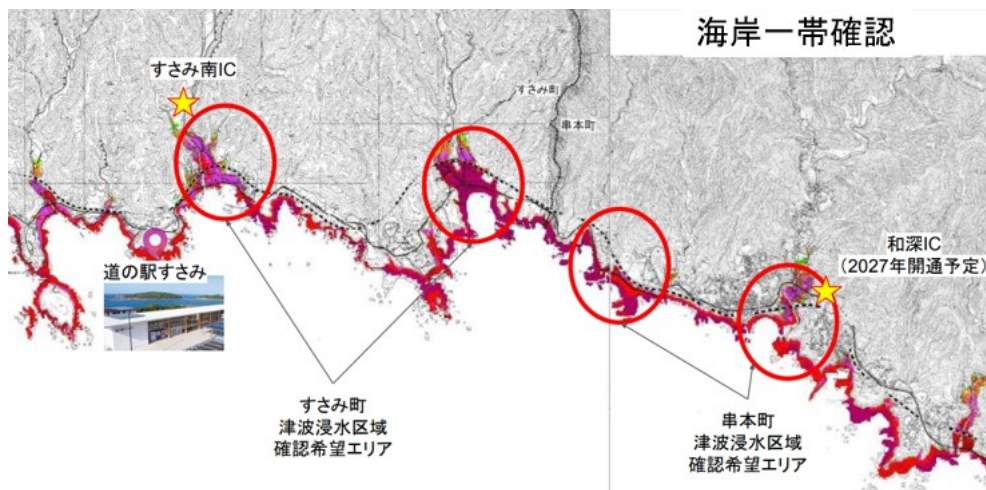 海岸一帯確認
すさみ南IC
すさみ町
串本町
和深IC
（2027年開通予定）
道の駅すさみ
すさみ町
津波浸水区域
確認希望エリア
串本町
津波浸水区域
確認希望エリア